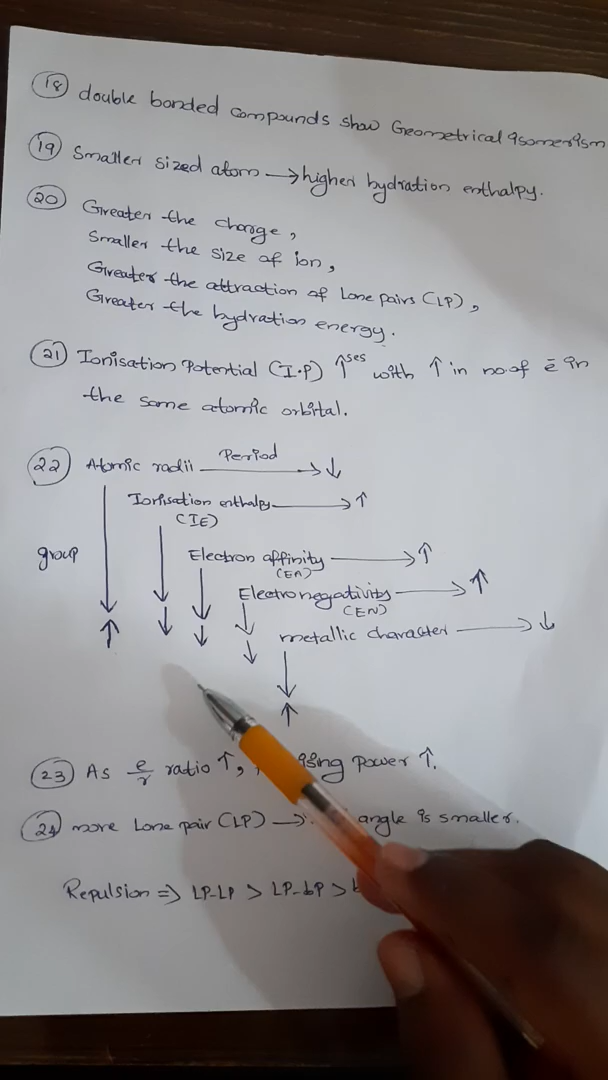 18 double bonded compounds show Geometrical isomerism
19 Smaller sized atom → higher hydration enthalpy.
20 Greater the charge,
Smaller the size of ion,
Greater the attraction of Lone pairs (LP),
Greater the hydration energy.
21 Ionisation Potential (I.P) ↑ses with ↑ in no.of ē in
the same atomic orbital.
22 Atomic radii Period → ↓
Ionisation enthalpy → ↑
(IE)
group
Electron affinity → ↑
(EA)
Electronegativity → ↑
(EN)
metallic character → ↓
↑ ↓ ↓ ↓ ↑
23 As e/r ratio ↑, ising power ↑.
24 more Lone pair (LP) → angle is smaller.
Repulsion ⇒ LP-LP > LP-bP > b